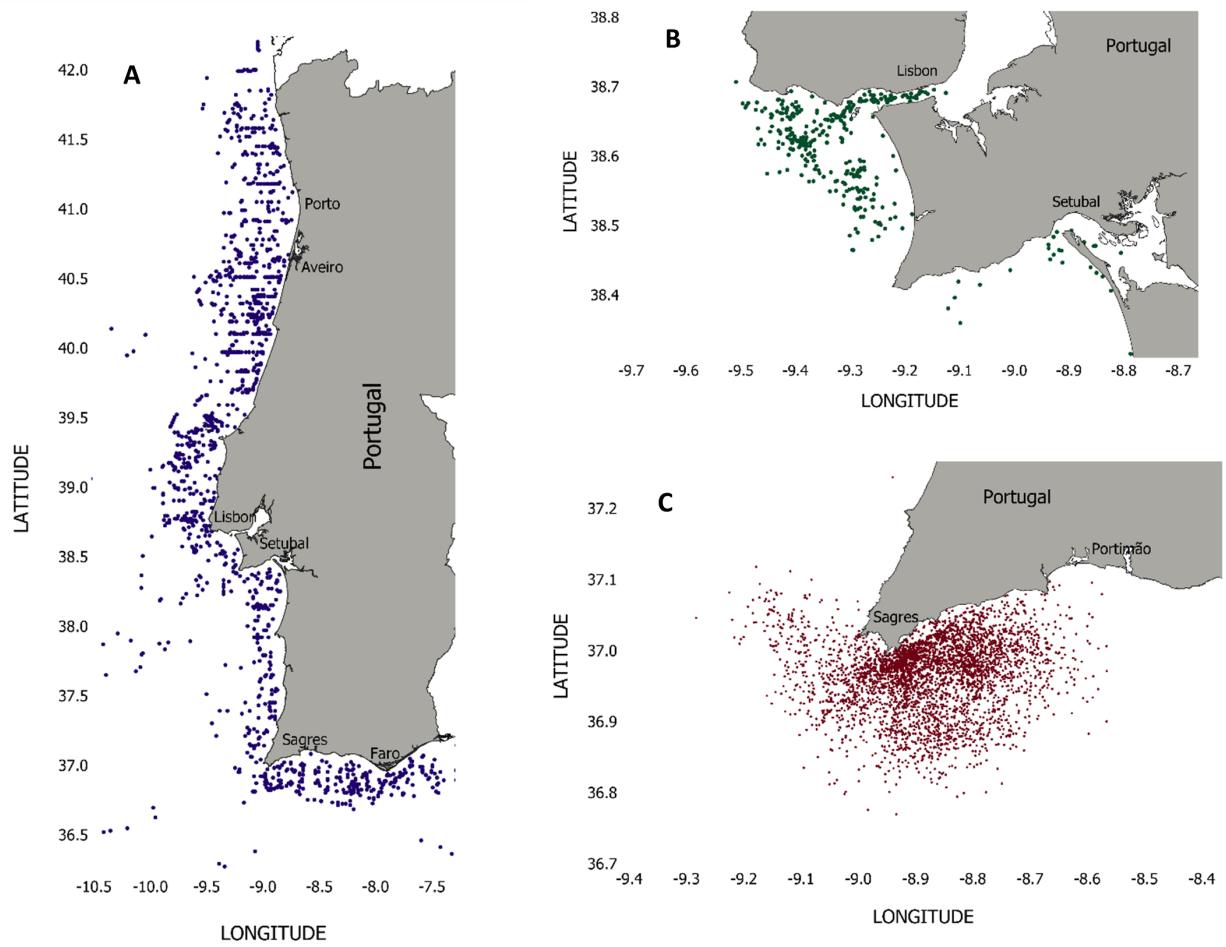 A
42.0
41.5
41.0
40.5
40.0
39.5
39.0
38.5
38.0
37.5
37.0
36.5
LATITUDE
Porto
Aveiro
Portugal
Lisbon
Setubal
Sagres
Faro
-10.5 -10.0 -9.5 -9.0 -8.5 -8.0 -7.5
LONGITUDE
B
38.8
38.7
38.6
38.5
38.4
LATITUDE
Portugal
Lisbon
Setubal
-9.7 -9.6 -9.5 -9.4 -9.3 -9.2 -9.1 -9.0 -8.9 -8.8 -8.7
LONGITUDE
C
37.2
37.1
37.0
36.9
36.8
36.7
LATITUDE
Portugal
Portimão
Sagres
-9.4 -9.3 -9.2 -9.1 -9.0 -8.9 -8.8 -8.7 -8.6 -8.5 -8.4
LONGITUDE